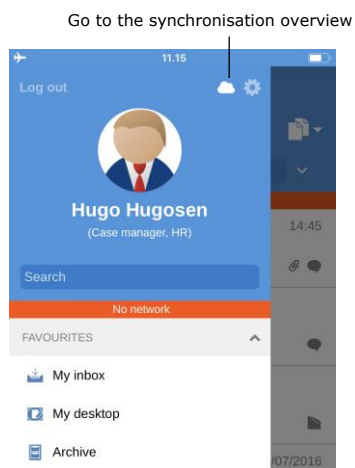 Go to the synchronisation overview
11.15
Log out
Hugo Hugosen
(Case manager, HR)
14:45
Search
No network
FAVOURITES
My inbox
My desktop
Archive
/07/2016